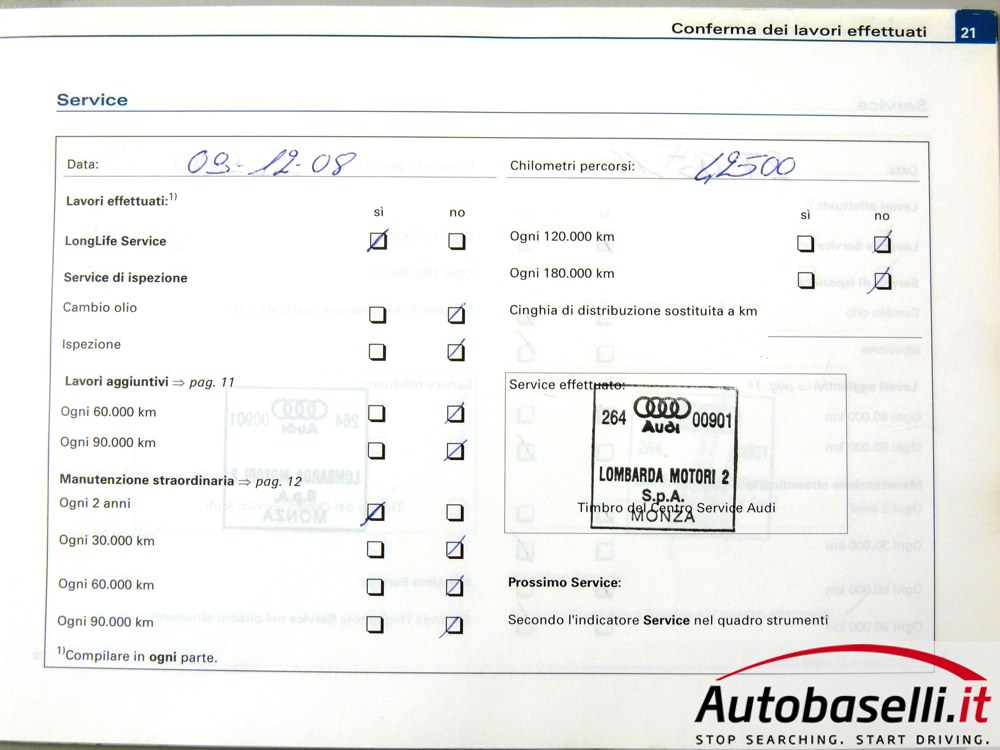 Conferma dei lavori effettuati 21
Service
Data: 09-12-08
Chilometri percorsi: 42500
Lavori effettuati:1)
sì no
LongLife Service
Service di ispezione
Cambio olio
Ispezione
Lavori aggiuntivi ⇒ pag. 11
Ogni 60.000 km
Ogni 90.000 km
Manutenzione straordinaria ⇒ pag. 12
Ogni 2 anni
Ogni 30.000 km
Ogni 60.000 km
Ogni 90.000 km
1)Compilare in ogni parte.
sì no
Ogni 120.000 km
Ogni 180.000 km
Cinghia di distribuzione sostituita a km
Service effettuato:
264 Audi 00901
LOMBARDA MOTORI 2
S.p.A.
MONZA
Timbro del Centro Service Audi
Prossimo Service:
Secondo l'indicatore Service nel quadro strumenti
Autobaselli.it
STOP SEARCHING. START DRIVING.